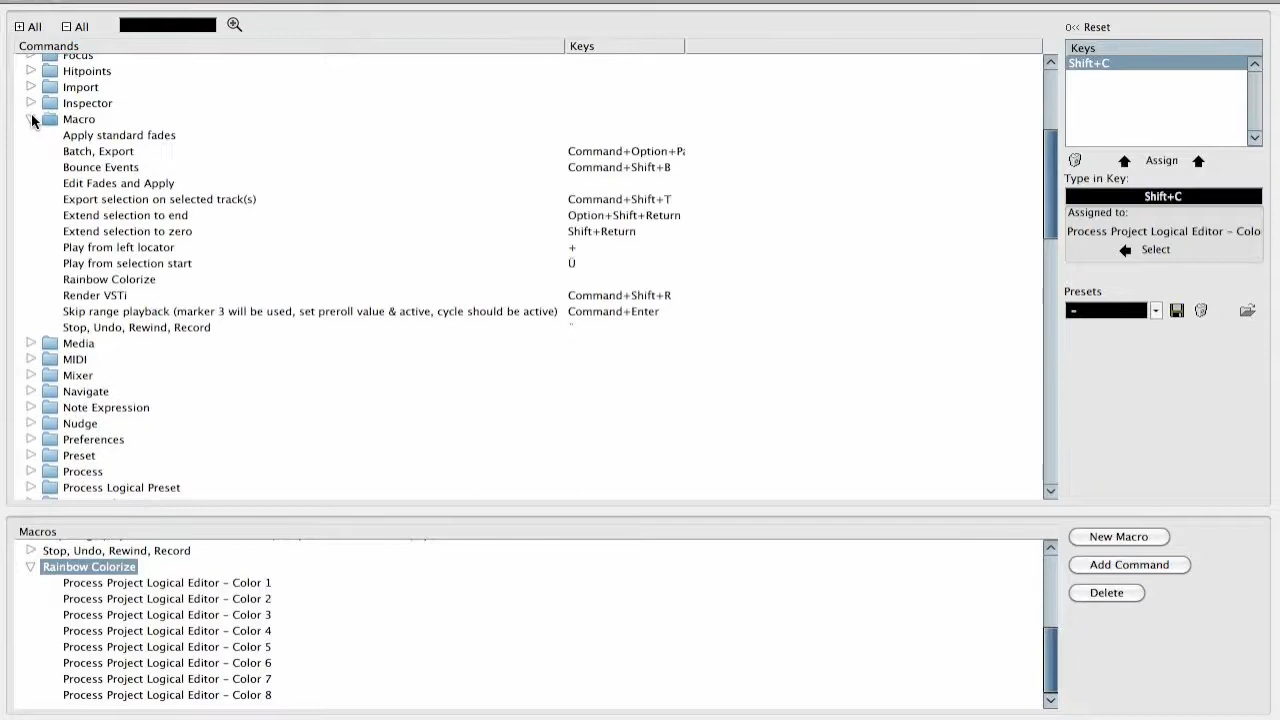 All All
Commands Keys
Focus
Hitpoints
Import
Inspector
Macro
Apply standard fades
Batch, Export Command+Option+Pa
Bounce Events Command+Shift+B
Edit Fades and Apply
Export selection on selected track(s) Command+Shift+T
Extend selection to end Option+Shift+Return
Extend selection to zero Shift+Return
Play from left locator +
Play from selection start Ü
Rainbow Colorize
Render VSTi Command+Shift+R
Skip range playback (marker 3 will be used, set preroll value & active, cycle should be active) Command+Enter
Stop, Undo, Rewind, Record
Media
MIDI
Mixer
Navigate
Note Expression
Nudge
Preferences
Preset
Process
Process Logical Preset
Reset
Keys
Shift+C
Assign
Type in Key:
Shift+C
Assigned to:
Process Project Logical Editor – Colo
Select
Presets
–
Macros
Stop, Undo, Rewind, Record
Rainbow Colorize
Process Project Logical Editor – Color 1
Process Project Logical Editor – Color 2
Process Project Logical Editor – Color 3
Process Project Logical Editor – Color 4
Process Project Logical Editor – Color 5
Process Project Logical Editor – Color 6
Process Project Logical Editor – Color 7
Process Project Logical Editor – Color 8
New Macro
Add Command
Delete